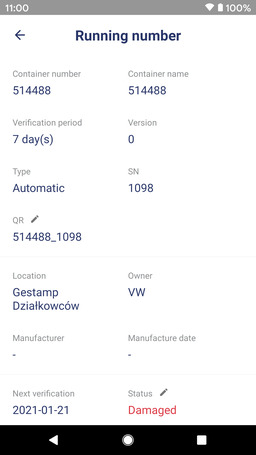 11:00
100%
Running number
Container number
Container name
514488
514488
Verification period
Version
7 day(s)
0
Type
SN
Automatic
1098
QR
514488_1098
Location
Owner
Gestamp
Działkowców
VW
Manufacturer
Manufacture date
-
-
Next verification
Status
2021-01-21
Damaged